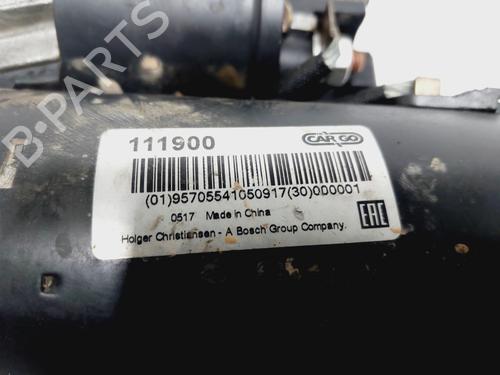 111900
CARGO
(01)95705541050917(30)000001
0517 Made in China
Holger Christiansen - A Bosch Group Company.
EAC
B-PARTS